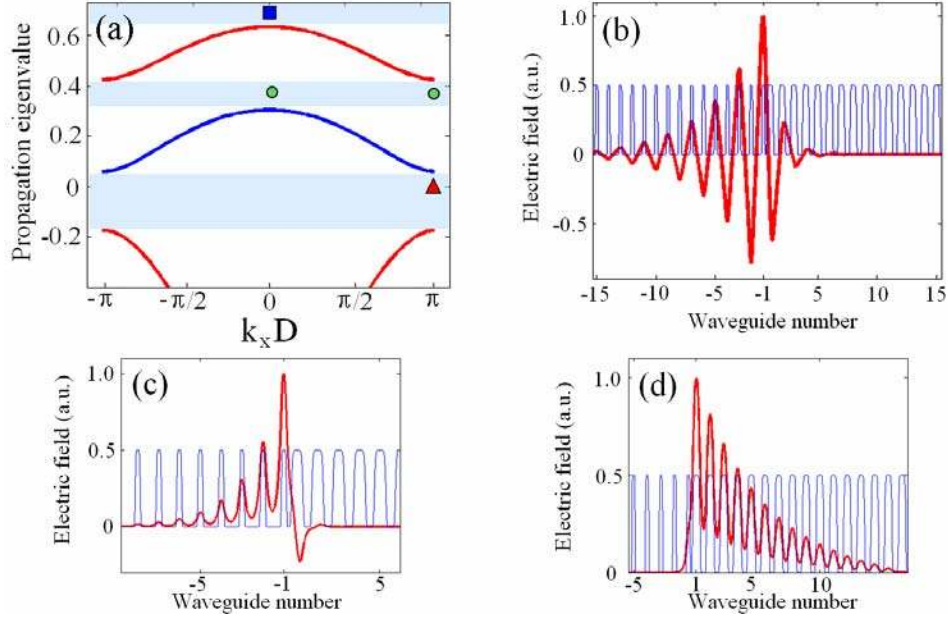 (a)
Propagation eigenvalue
0.6
0.4
0.2
0
-0.2
-π
-π/2
0
π/2
π
kₓD
(b)
Electric field (a.u.)
1.0
0.5
0
-0.5
-15
-10
-5
-1
5
10
15
Waveguide number
(c)
Electric field (a.u.)
1.0
0.5
0
-5
-1
5
Waveguide number
(d)
Electric field (a.u.)
1.0
0.5
0
-5
1
5
10
Waveguide number